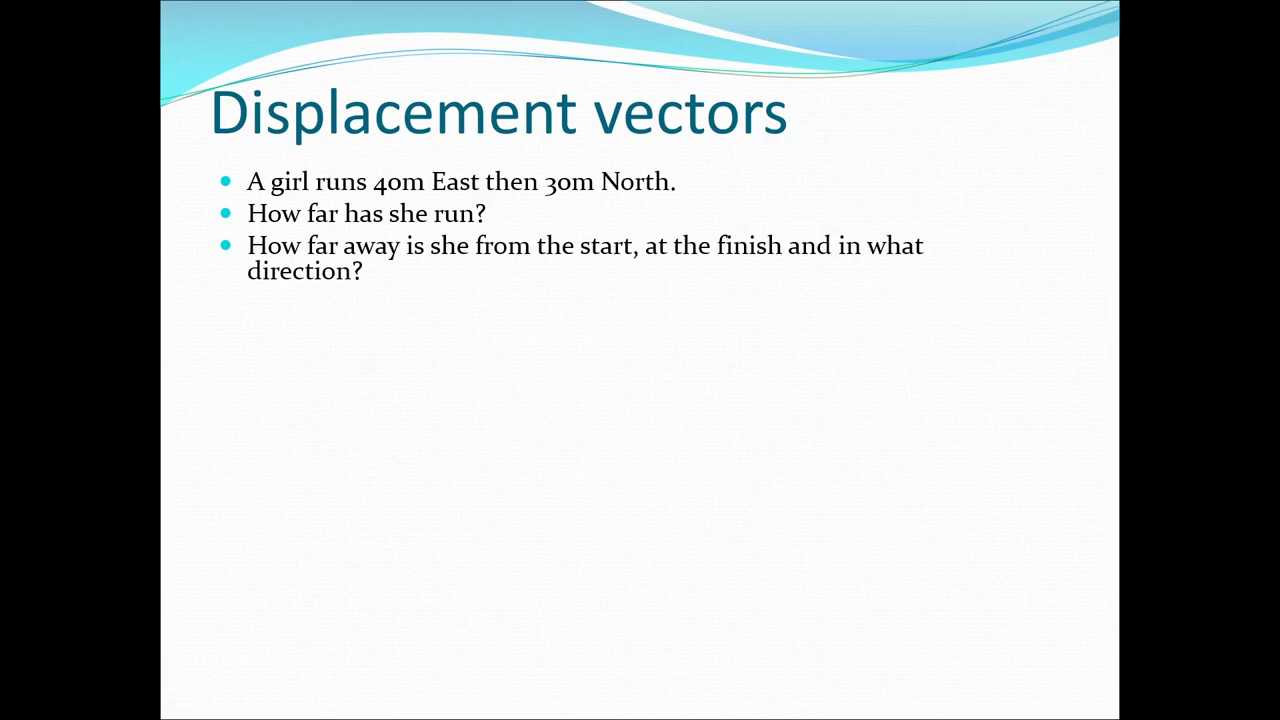 Displacement vectors
A girl runs 40m East then 30m North.
How far has she run?
How far away is she from the start, at the finish and in what
direction?